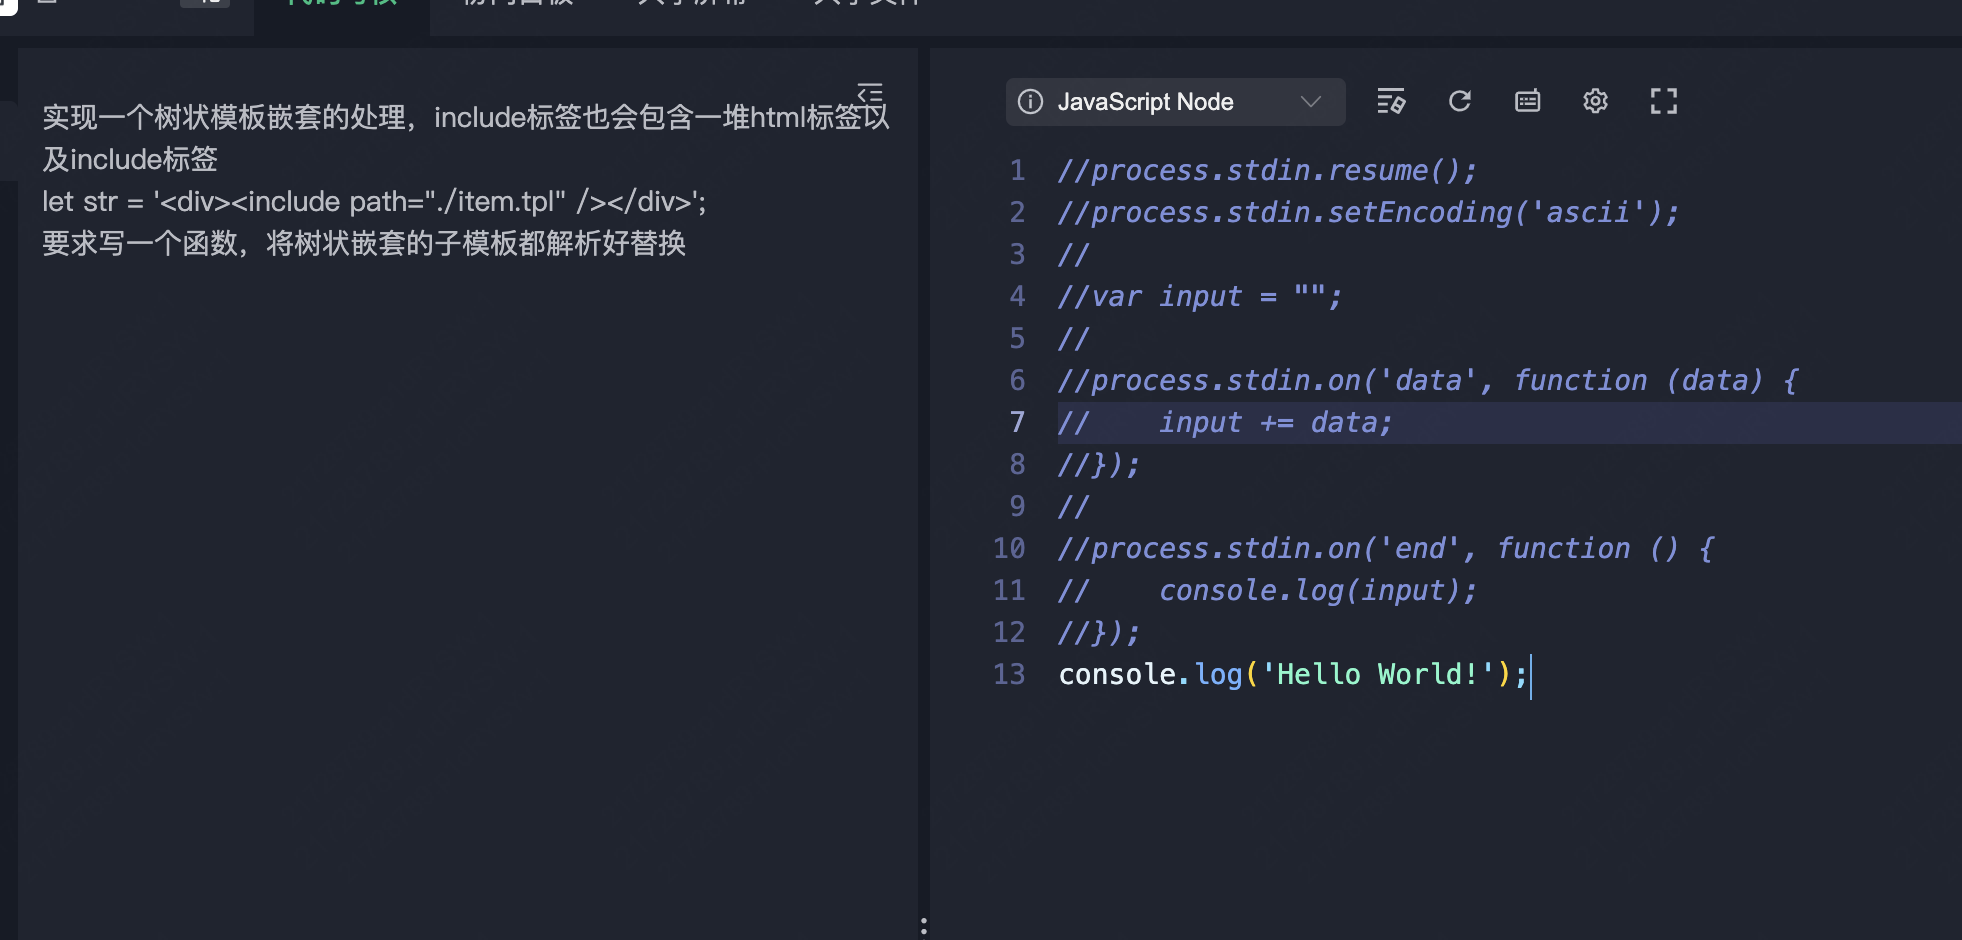 实现一个树状模板嵌套的处理，include标签也会包含一堆html标签以
及include标签
let str = '<div><include path="./item.tpl" /></div>';
要求写一个函数，将树状嵌套的子模板都解析好替换
JavaScript Node
1 //process.stdin.resume();
2 //process.stdin.setEncoding('ascii');
3 //
4 //var input = "";
5 //
6 //process.stdin.on('data', function (data) {
7 //    input += data;
8 //});
9 //
10 //process.stdin.on('end', function () {
11 //    console.log(input);
12 //});
13 console.log('Hello World!');